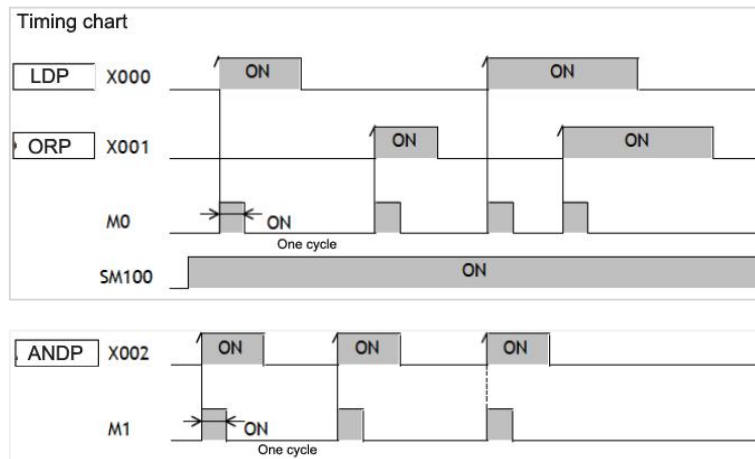 Timing chart
LDP X000 ON ON
ORP X001 ON ON
M0 ON
One cycle
SM100 ON
ANDP X002 ON ON ON
M1 ON
One cycle